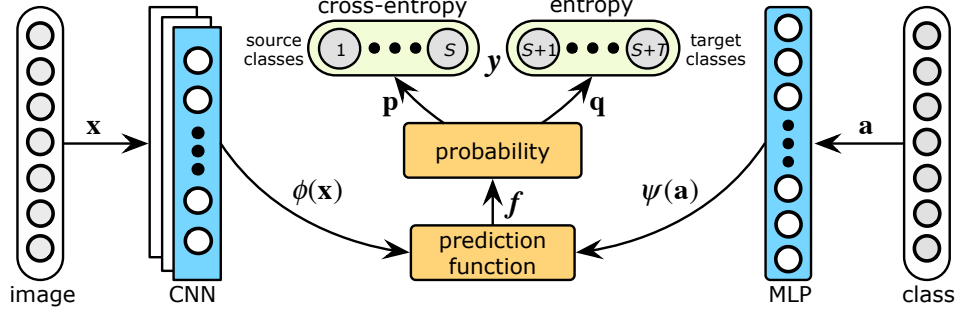 cross-entropy
entropy
source
classes
1
S
y
S+1
S+T
target
classes
p
q
x
probability
a
ϕ(x)
f
ψ(a)
prediction
function
image
CNN
MLP
class